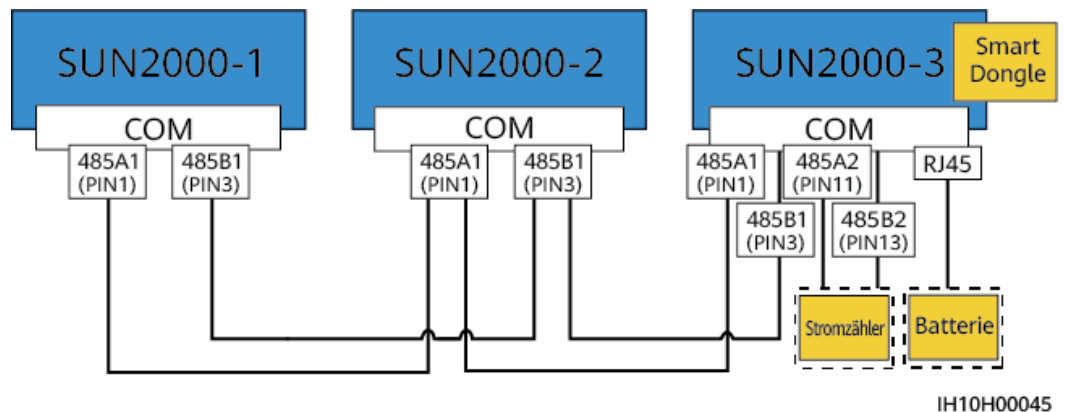 SUN2000-1
SUN2000-2
SUN2000-3
Smart
Dongle
COM
COM
COM
485A1
(PIN1)
485B1
(PIN3)
485A1
(PIN1)
485B1
(PIN3)
485A1
(PIN1)
485A2
(PIN11)
RJ45
485B1
(PIN3)
485B2
(PIN13)
Stromzähler
Batterie
IH10H00045